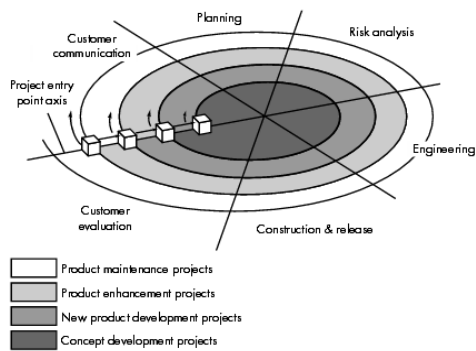 Planning
Customer
communication
Risk analysis
Project entry
point axis
Engineering
Customer
evaluation
Construction & release
Product maintenance projects
Product enhancement projects
New product development projects
Concept development projects